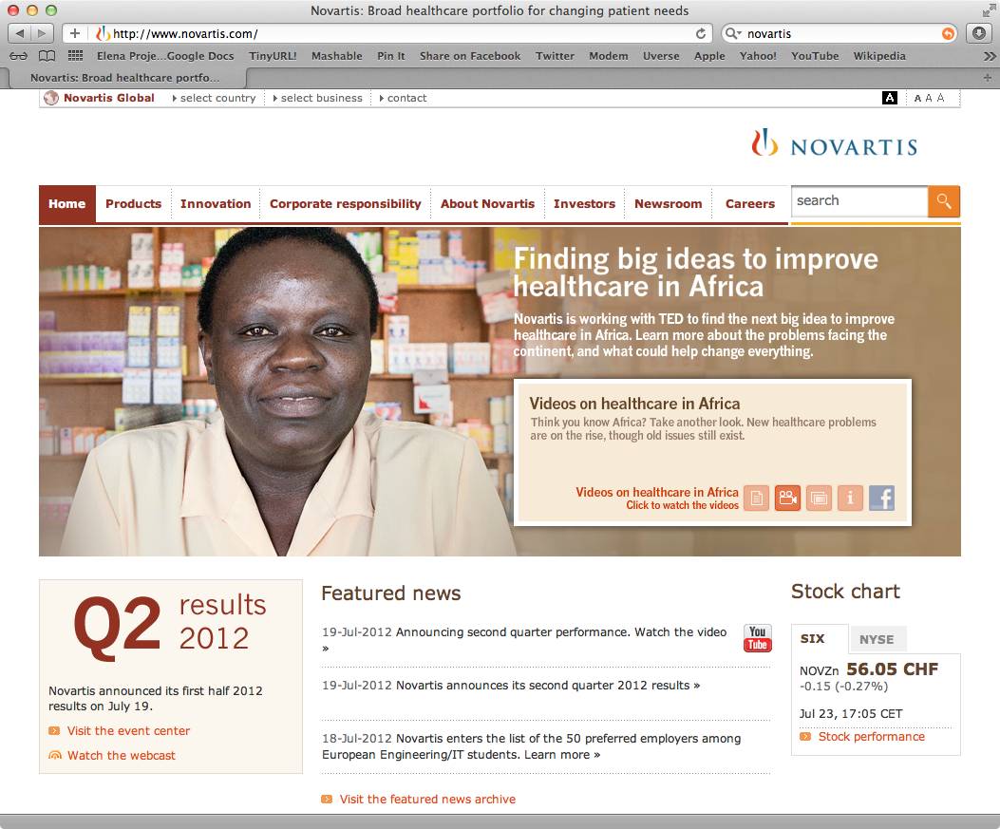 Novartis: Broad healthcare portfolio for changing patient needs
http://www.novartis.com/
novartis
Elena Proje...Google Docs TinyURL! Mashable Pin It Share on Facebook Twitter Modem Uverse Apple Yahoo! YouTube Wikipedia
Novartis: Broad healthcare portfo...
Novartis Global select country select business contact A A A A
NOVARTIS
Home Products Innovation Corporate responsibility About Novartis Investors Newsroom Careers search
Finding big ideas to improve
healthcare in Africa
Novartis is working with TED to find the next big idea to improve
healthcare in Africa. Learn more about the problems facing the
continent, and what could help change everything.
Videos on healthcare in Africa
Think you know Africa? Take another look. New healthcare problems
are on the rise, though old issues still exist.
Videos on healthcare in Africa
Click to watch the videos
Q2 results
2012
Novartis announced its first half 2012
results on July 19.
Visit the event center
Watch the webcast
Featured news
19-Jul-2012 Announcing second quarter performance. Watch the video
»
You
Tube
19-Jul-2012 Novartis announces its second quarter 2012 results »
18-Jul-2012 Novartis enters the list of the 50 preferred employers among
European Engineering/IT students. Learn more »
Visit the featured news archive
Stock chart
SIX NYSE
NOVZn 56.05 CHF
-0.15 (-0.27%)
Jul 23, 17:05 CET
Stock performance